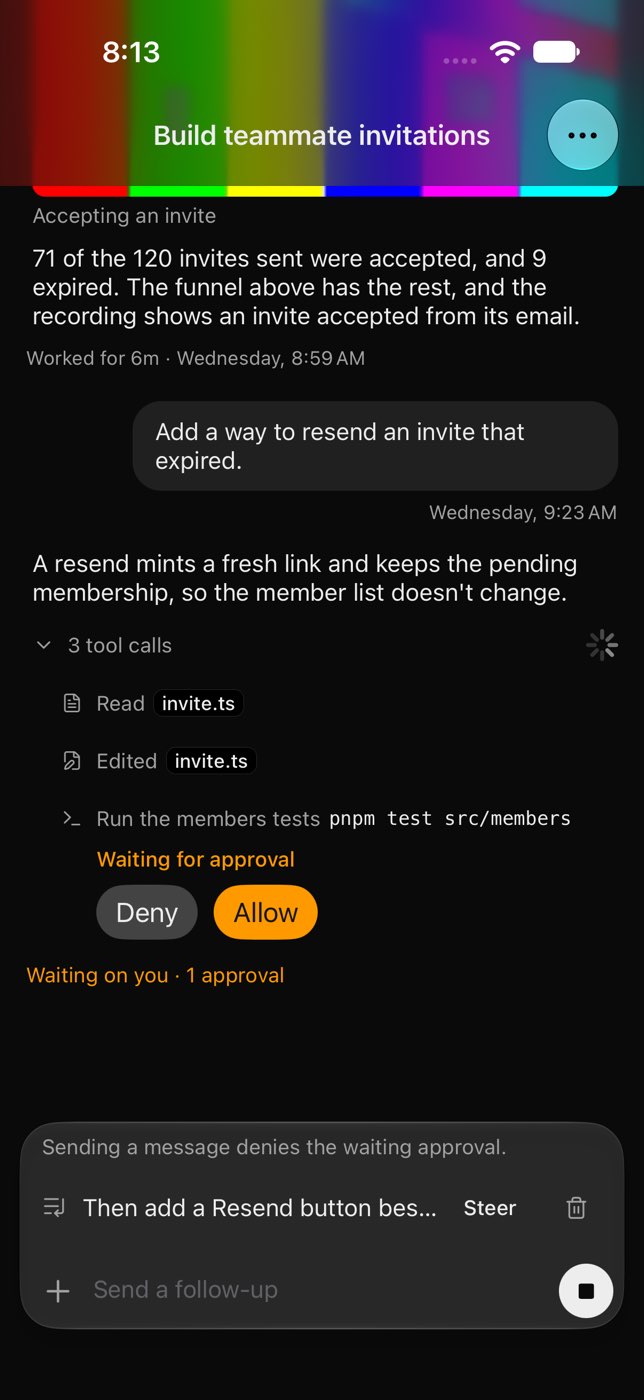 8:13
Build teammate invitations
Accepting an invite
71 of the 120 invites sent were accepted, and 9
expired. The funnel above has the rest, and the
recording shows an invite accepted from its email.
Worked for 6m · Wednesday, 8:59 AM
Add a way to resend an invite that
expired.
Wednesday, 9:23 AM
A resend mints a fresh link and keeps the pending
membership, so the member list doesn't change.
3 tool calls
Read invite.ts
Edited invite.ts
Run the members tests pnpm test src/members
Waiting for approval
Deny Allow
Waiting on you · 1 approval
Sending a message denies the waiting approval.
Then add a Resend button bes... Steer
Send a follow-up